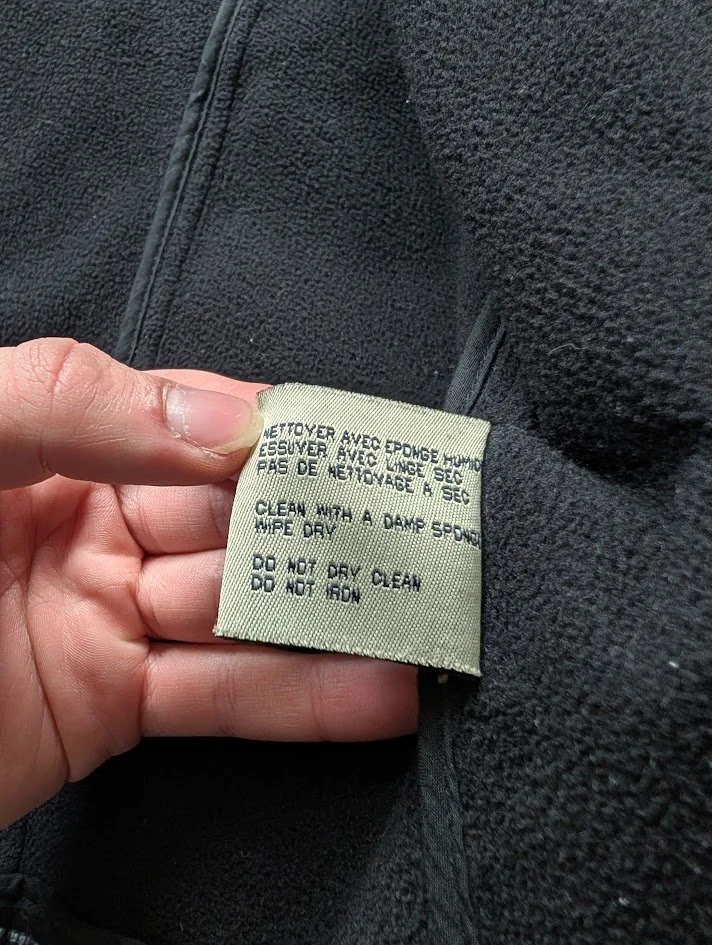 NETTOYER AVEC EPONGE HUMID
ESSUYER AVEC LINGE SEC
PAS DE NETTOYAGE A SEC
CLEAN WITH A DAMP SPONG
WIPE DRY
DO NOT DRY CLEAN
DO NOT IRON